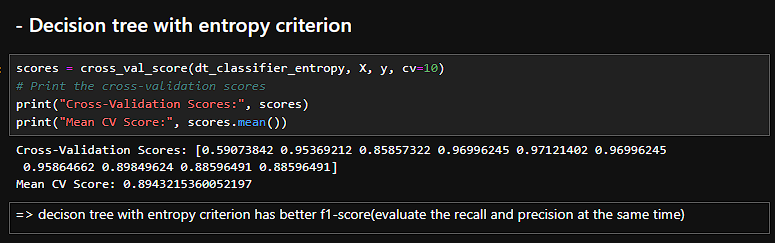 - Decision tree with entropy criterion
scores = cross_val_score(dt_classifier_entropy, X, y, cv=10)
# Print the cross-validation scores
print("Cross-Validation Scores:", scores)
print("Mean CV Score:", scores.mean())
Cross-Validation Scores: [0.59073842 0.95369212 0.85857322 0.96996245 0.97121402 0.96996245
0.95864662 0.89849624 0.88596491 0.88596491]
Mean CV Score: 0.8943215360052197
=> decison tree with entropy criterion has better f1-score(evaluate the recall and precision at the same time)